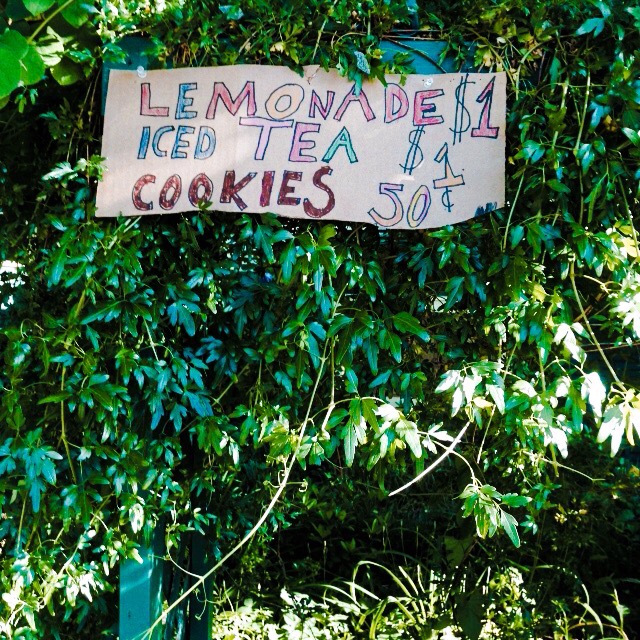 LEMONADE $1
ICED TEA $1
COOKIES 50¢